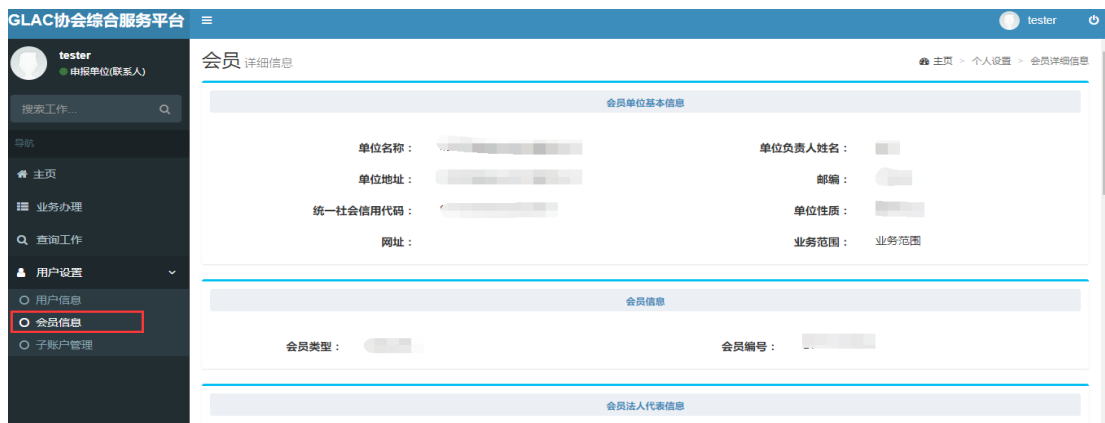 GLAC协会综合服务平台
tester
tester
申报单位(联系人)
搜索工作...
导航
主页
业务办理
查询工作
用户设置
用户信息
会员信息
子账户管理
会员 详细信息
主页 > 个人设置 > 会员详细信息
会员单位基本信息
单位名称： 单位负责人姓名：
单位地址： 邮编：
统一社会信用代码： 单位性质：
网址： 业务范围： 业务范围
会员信息
会员类型： 会员编号：
会员法人代表信息